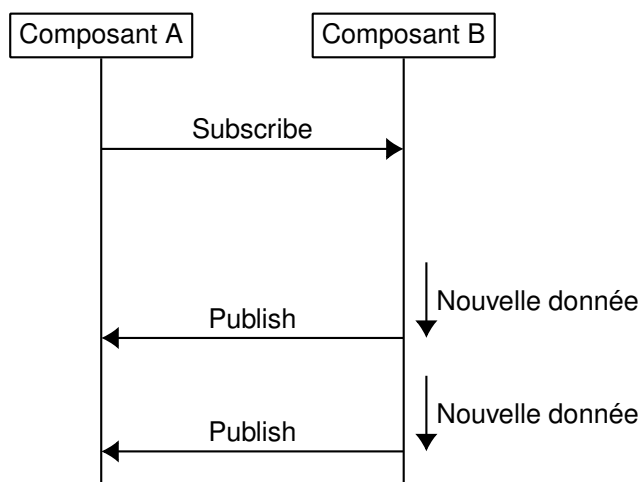 Composant A
Composant B
Subscribe
Nouvelle donnée
Publish
Nouvelle donnée
Publish